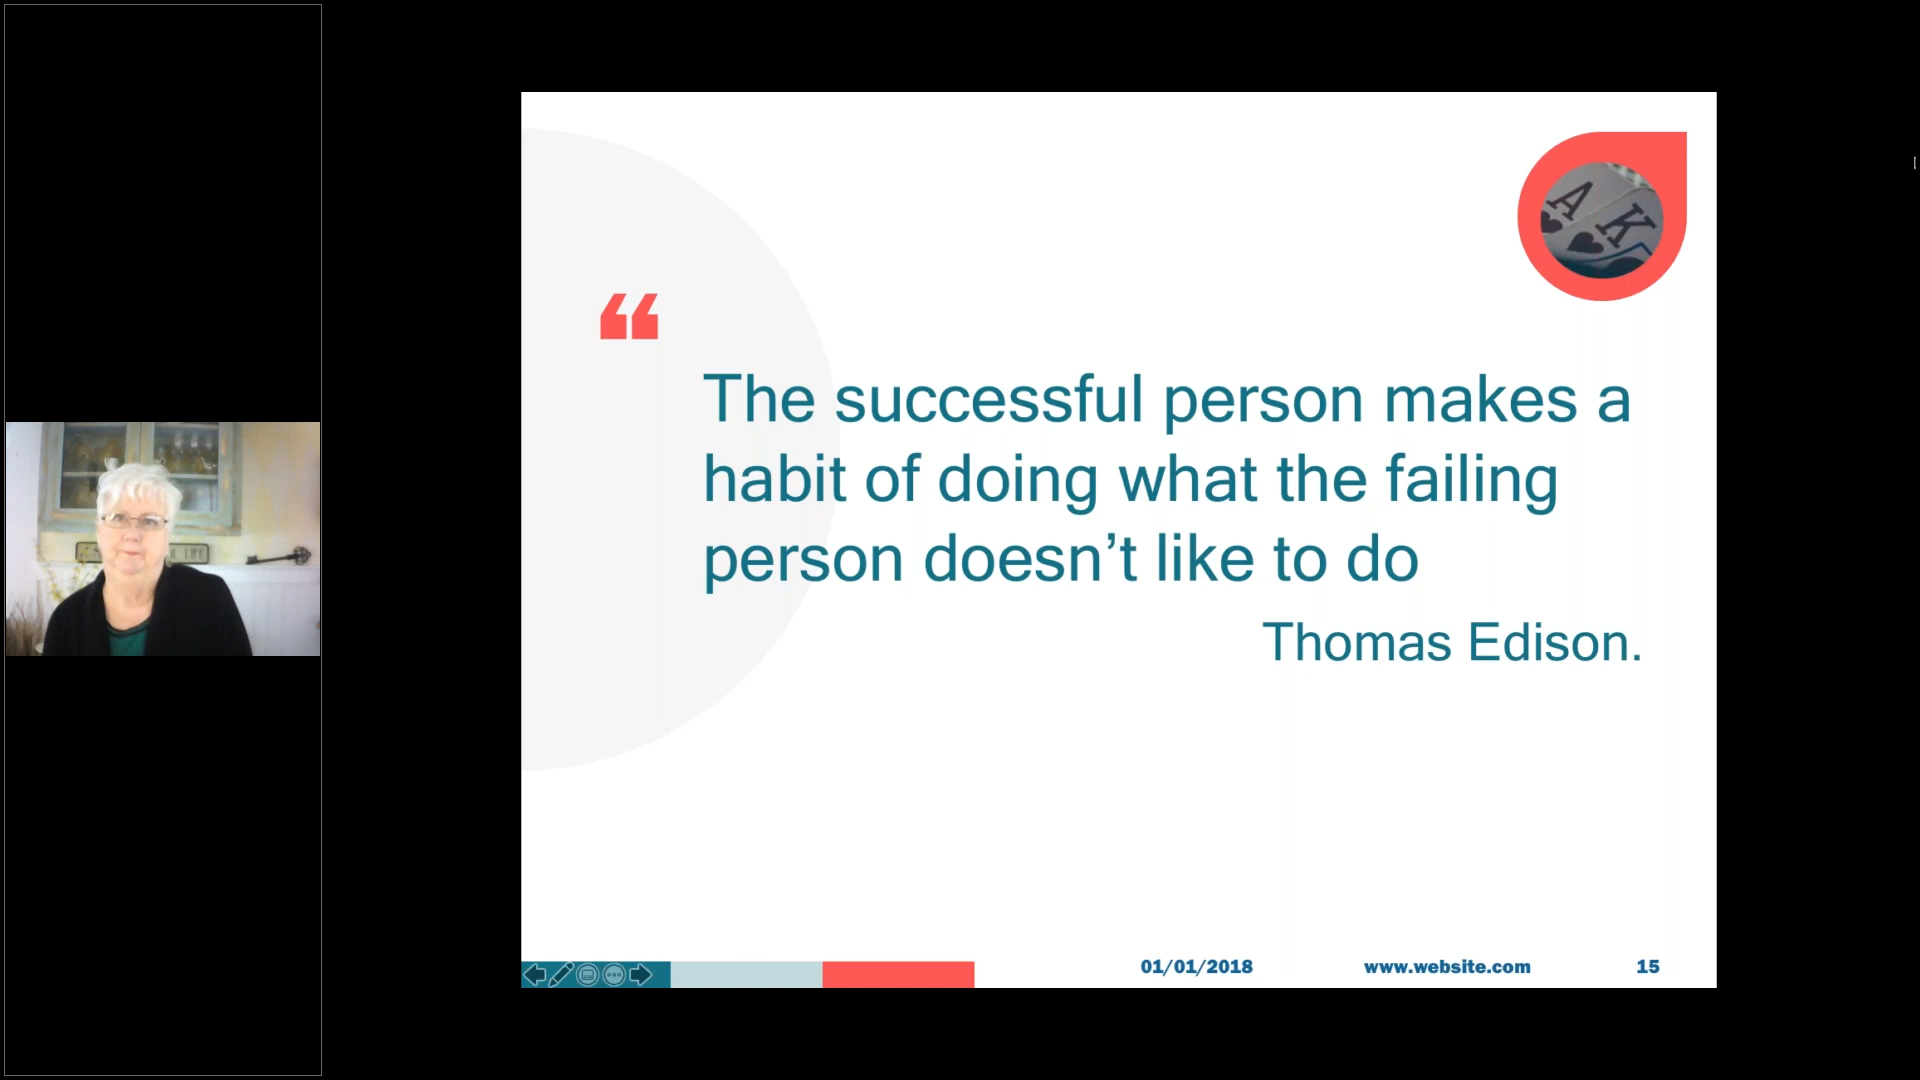 A K
“
The successful person makes a
habit of doing what the failing
person doesn’t like to do
Thomas Edison.
LIFE
01/01/2018 www.website.com 15